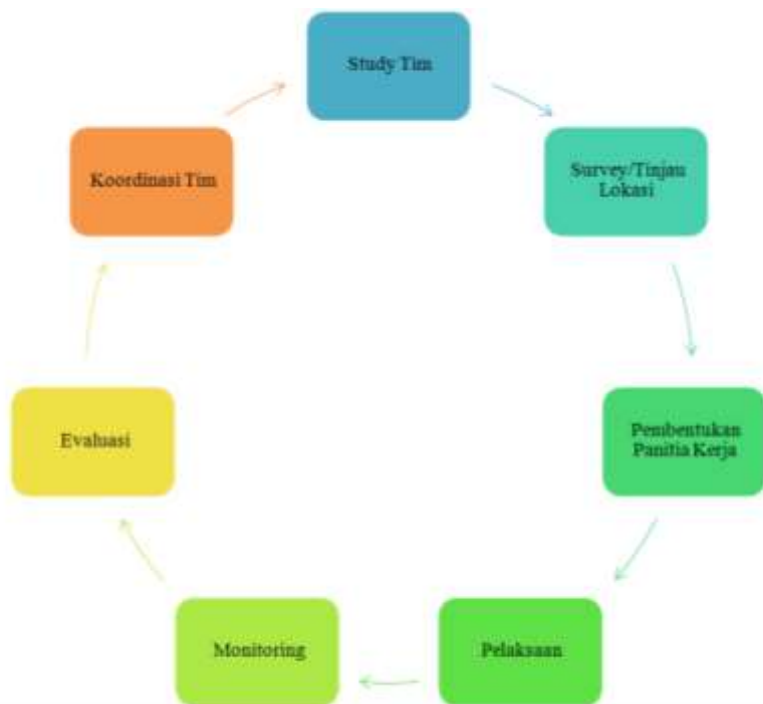 Study Tim
Survey/Tinjau
Lokasi
Pembentukan
Panitia Kerja
Pelaksaan
Monitoring
Evaluasi
Koordinasi Tim